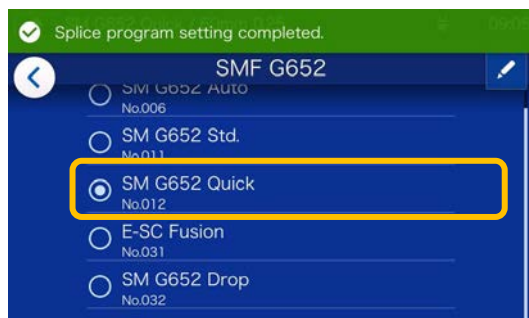 Splice program setting completed.
SMF G652
SM G652 Auto
No.006
SM G652 Std.
No.011
SM G652 Quick
No.012
E-SC Fusion
No.031
SM G652 Drop
No.032